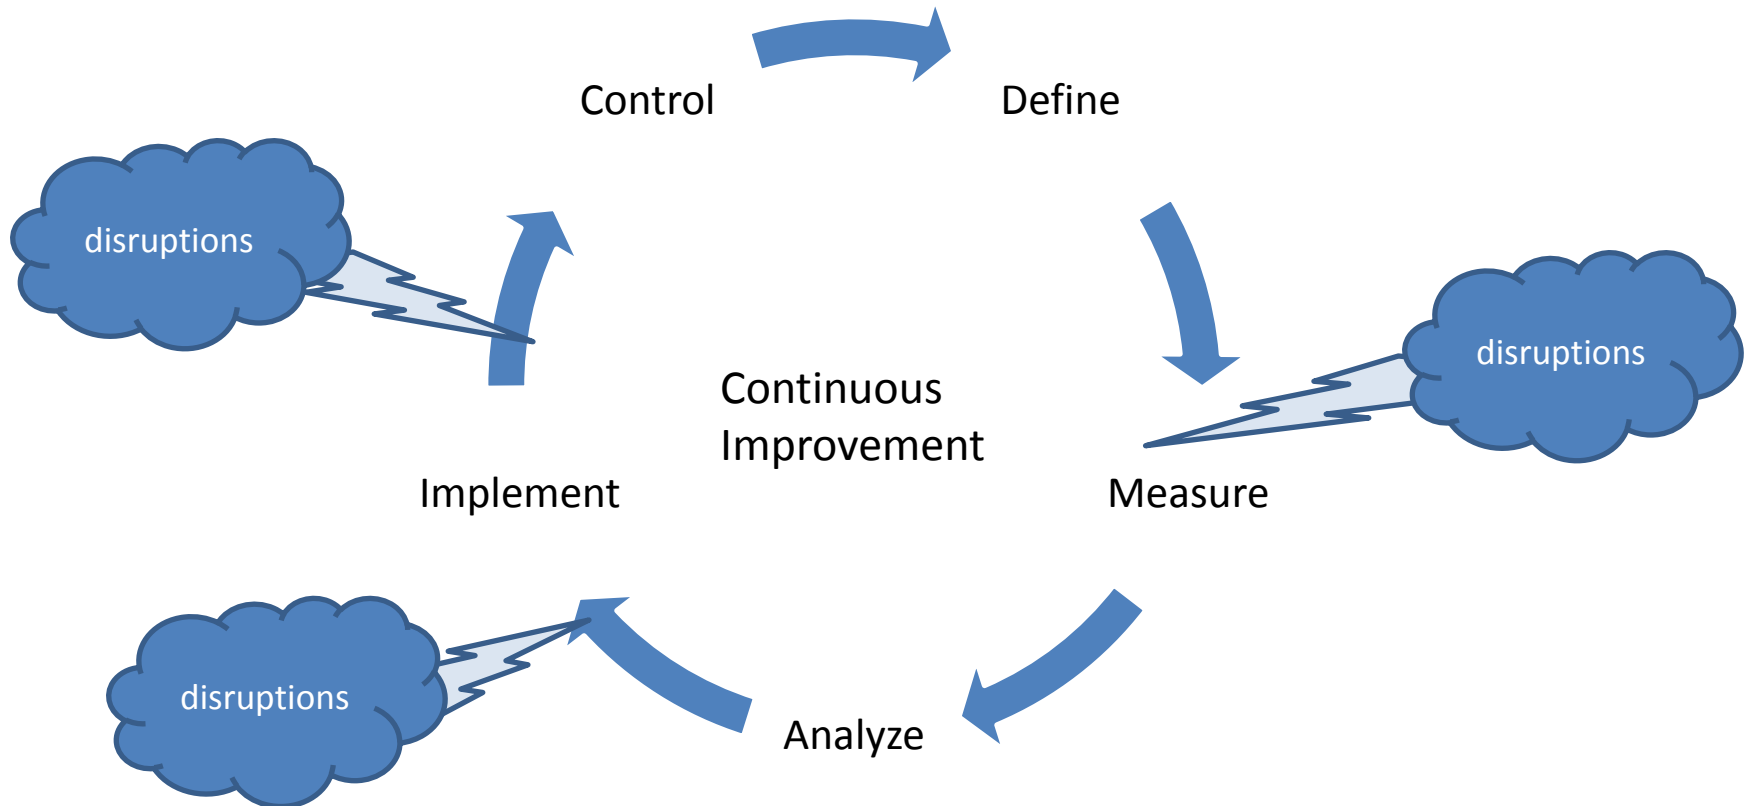 Control
Define
disruptions
disruptions
Continuous
Improvement
Implement
Measure
disruptions
Analyze